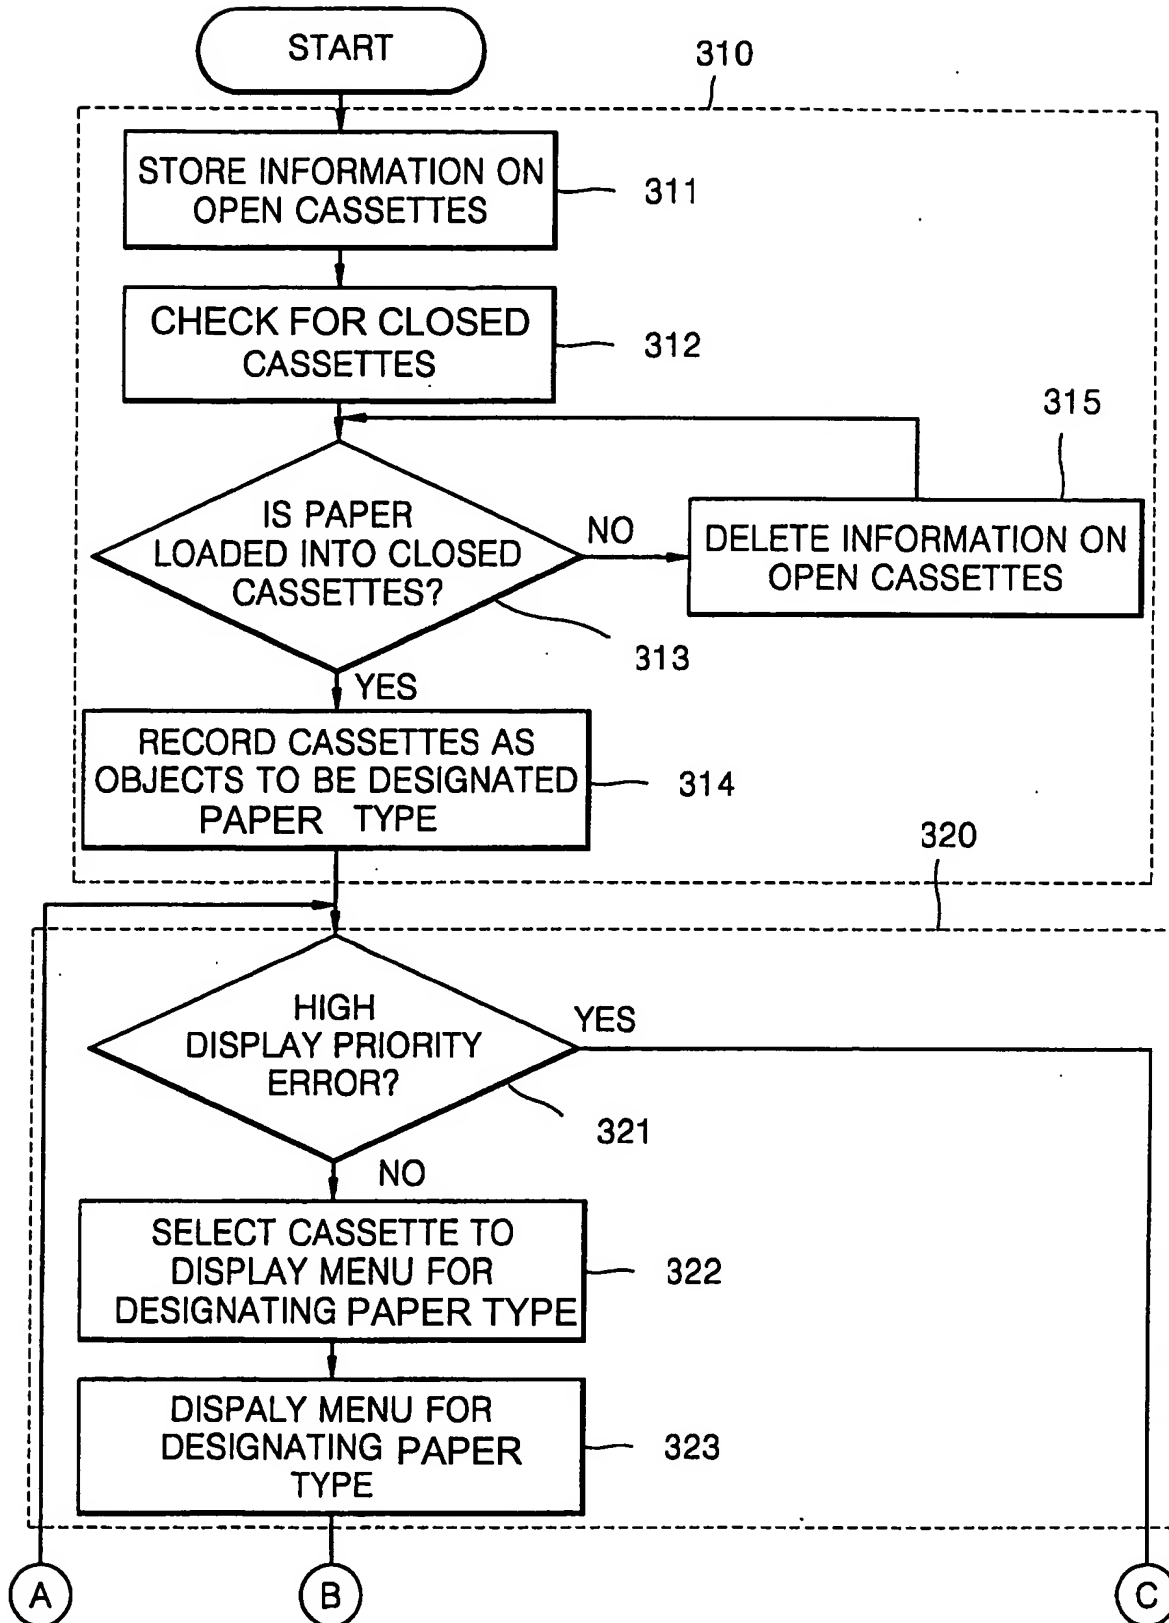 START
310
STORE INFORMATION ON
OPEN CASSETTES
311
CHECK FOR CLOSED
CASSETTES
312
315
IS PAPER
LOADED INTO CLOSED
CASSETTES?
NO
DELETE INFORMATION ON
OPEN CASSETTES
313
YES
RECORD CASSETTES AS
OBJECTS TO BE DESIGNATED
PAPER TYPE
314
320
HIGH
DISPLAY PRIORITY
ERROR?
YES
321
NO
SELECT CASSETTE TO
DISPLAY MENU FOR
DESIGNATING PAPER TYPE
322
DISPALY MENU FOR
DESIGNATING PAPER
TYPE
323
A
B
C